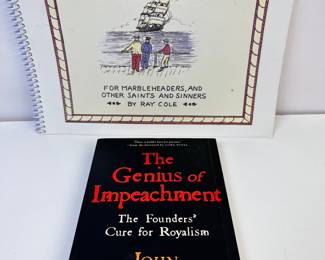 FOR MARBLEHEADERS, AND
OTHER SAINTS AND SINNERS
BY RAY COLE
The
Genius of
Impeachment
The Founders'
Cure for Royalism
JOHN